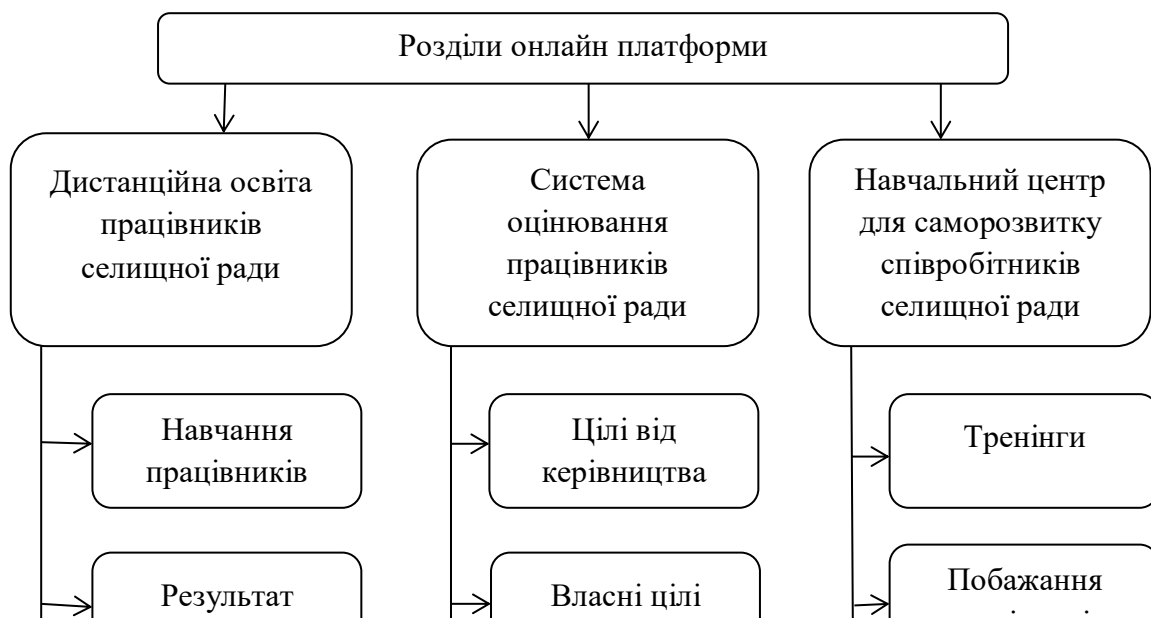 Розділи онлайн платформи
Дистанційна освіта
працівників
селищної ради
Система
оцінювання
працівників
селищної ради
Навчальний центр
для саморозвитку
співробітників
селищної ради
Навчання
працівників
Цілі від
керівництва
Тренінги
Результат
Власні цілі
Побажання